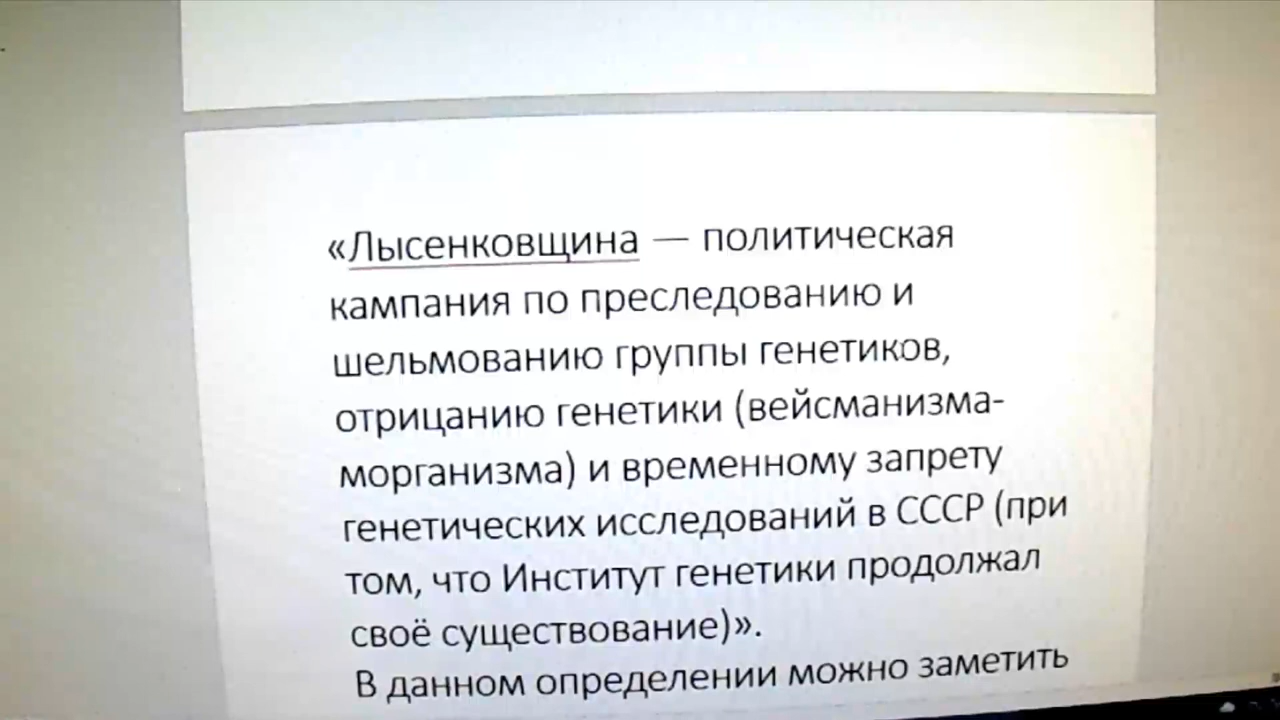 «Лысенковщина — политическая
кампания по преследованию и
шельмованию группы генетиков,
отрицанию генетики (вейсманизма-
морганизма) и временному запрету
генетических исследований в СССР (при
том, что Институт генетики продолжал
своё существование)».
В данном определении можно заметить